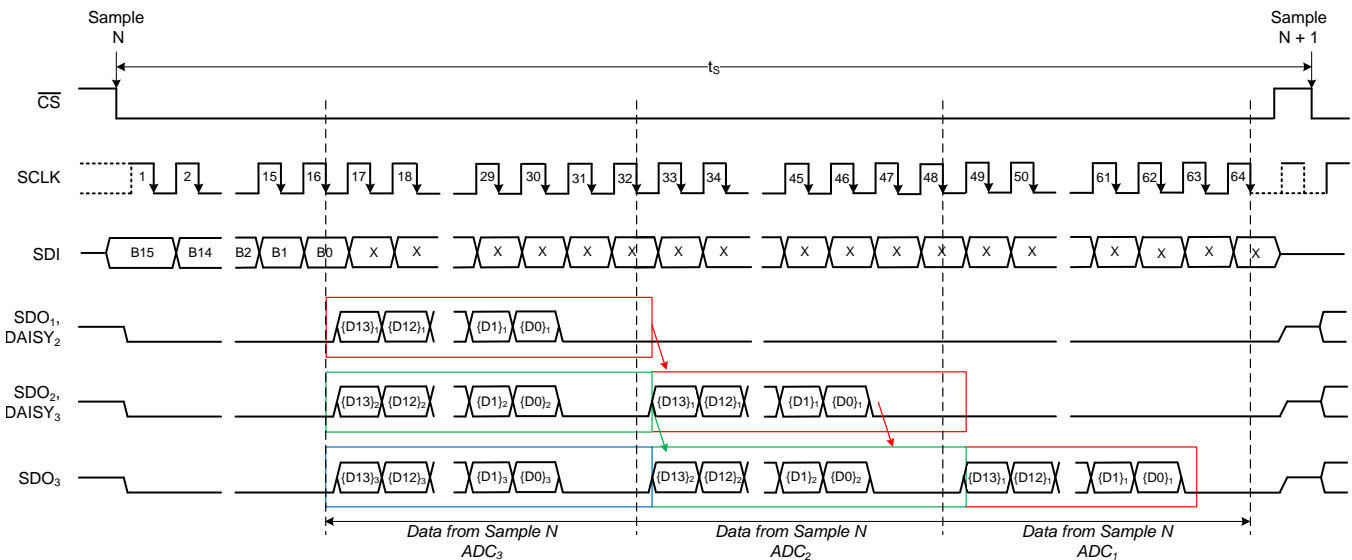 Sample N
Sample N + 1
tS
CS
SCLK 1 2 15 16 17 18 29 30 31 32 33 34 45 46 47 48 49 50 61 62 63 64
SDI B15 B14 B2 B1 B0 X X X X X X X X X X X X X X X X X X
SDO1, DAISY2 {D13}1 {D12}1 {D1}1 {D0}1
SDO2, DAISY3 {D13}2 {D12}2 {D1}2 {D0}2 {D13}1 {D12}1 {D1}1 {D0}1
SDO3 {D13}3 {D12}3 {D1}3 {D0}3 {D13}2 {D12}2 {D1}2 {D0}2 {D13}1 {D12}1 {D1}1 {D0}1
Data from Sample N ADC3
Data from Sample N ADC2
Data from Sample N ADC1